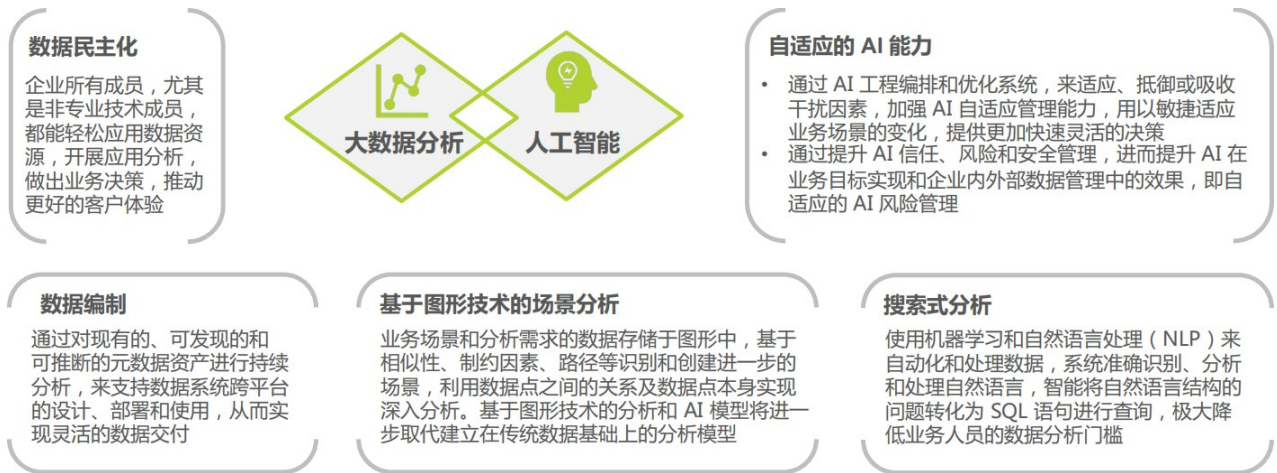 数据民主化
企业所有成员，尤其
是非专业技术成员，
都能轻松应用数据资
源，开展应用分析，
做出业务决策，推动
更好的客户体验
大数据分析
人工智能
自适应的 AI 能力
• 通过 AI 工程编排和优化系统，来适应、抵御或吸收
干扰因素，加强 AI 自适应管理能力，用以敏捷适应
业务场景的变化，提供更加快速灵活的决策
• 通过提升 AI 信任、风险和安全管理，进而提升 AI 在
业务目标实现和企业内外部数据管理中的效果，即自
适应的 AI 风险管理
数据编制
通过对现有的、可发现的和
可推断的元数据资产进行持续
分析，来支持数据系统跨平台
的设计、部署和使用，从而实
现灵活的数据交付
基于图形技术的场景分析
业务场景和分析需求的数据存储于图形中，基于
相似性、制约因素、路径等识别和创建进一步的
场景，利用数据点之间的关系及数据点本身实现
深入分析。基于图形技术的分析和 AI 模型将进一
步取代建立在传统数据基础上的分析模型
搜索式分析
使用机器学习和自然语言处理（NLP）来
自动化和处理数据，系统准确识别、分析
和处理自然语言，智能将自然语言结构的
问题转化为 SQL 语句进行查询，极大降
低业务人员的数据分析门槛